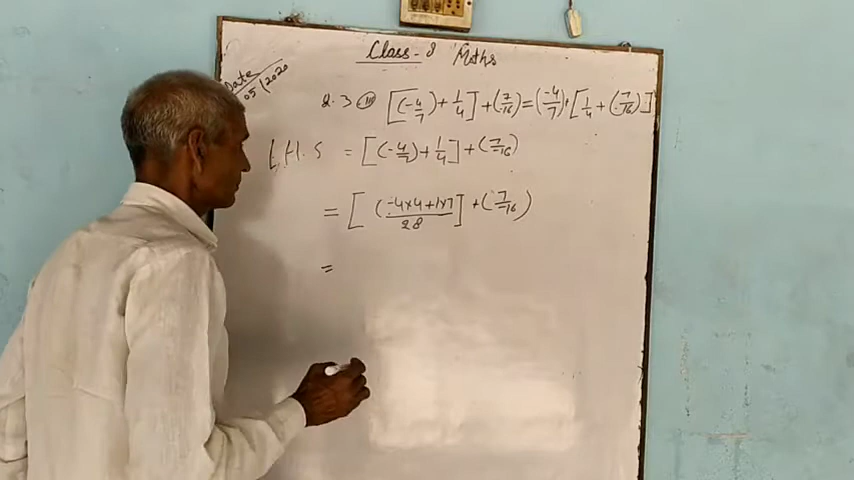 Class-8 Maths
Date
05/2020
Q.3 (iii) [(-4/7)+1/4]+(7/-16)=(-4/7)+[1/4+(7/-16)]
L.H.S = [(-4/7)+1/4]+(7/-16)
= [(-4×4+1×7/28]+(7/-16)
=